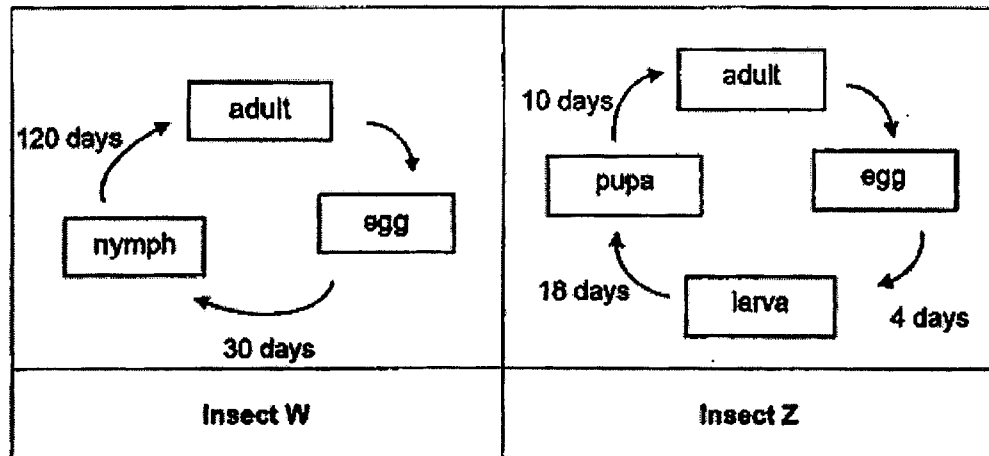 adult
120 days
egg
nymph
30 days
Insect W
adult
10 days
egg
pupa
18 days
larva
4 days
Insect Z